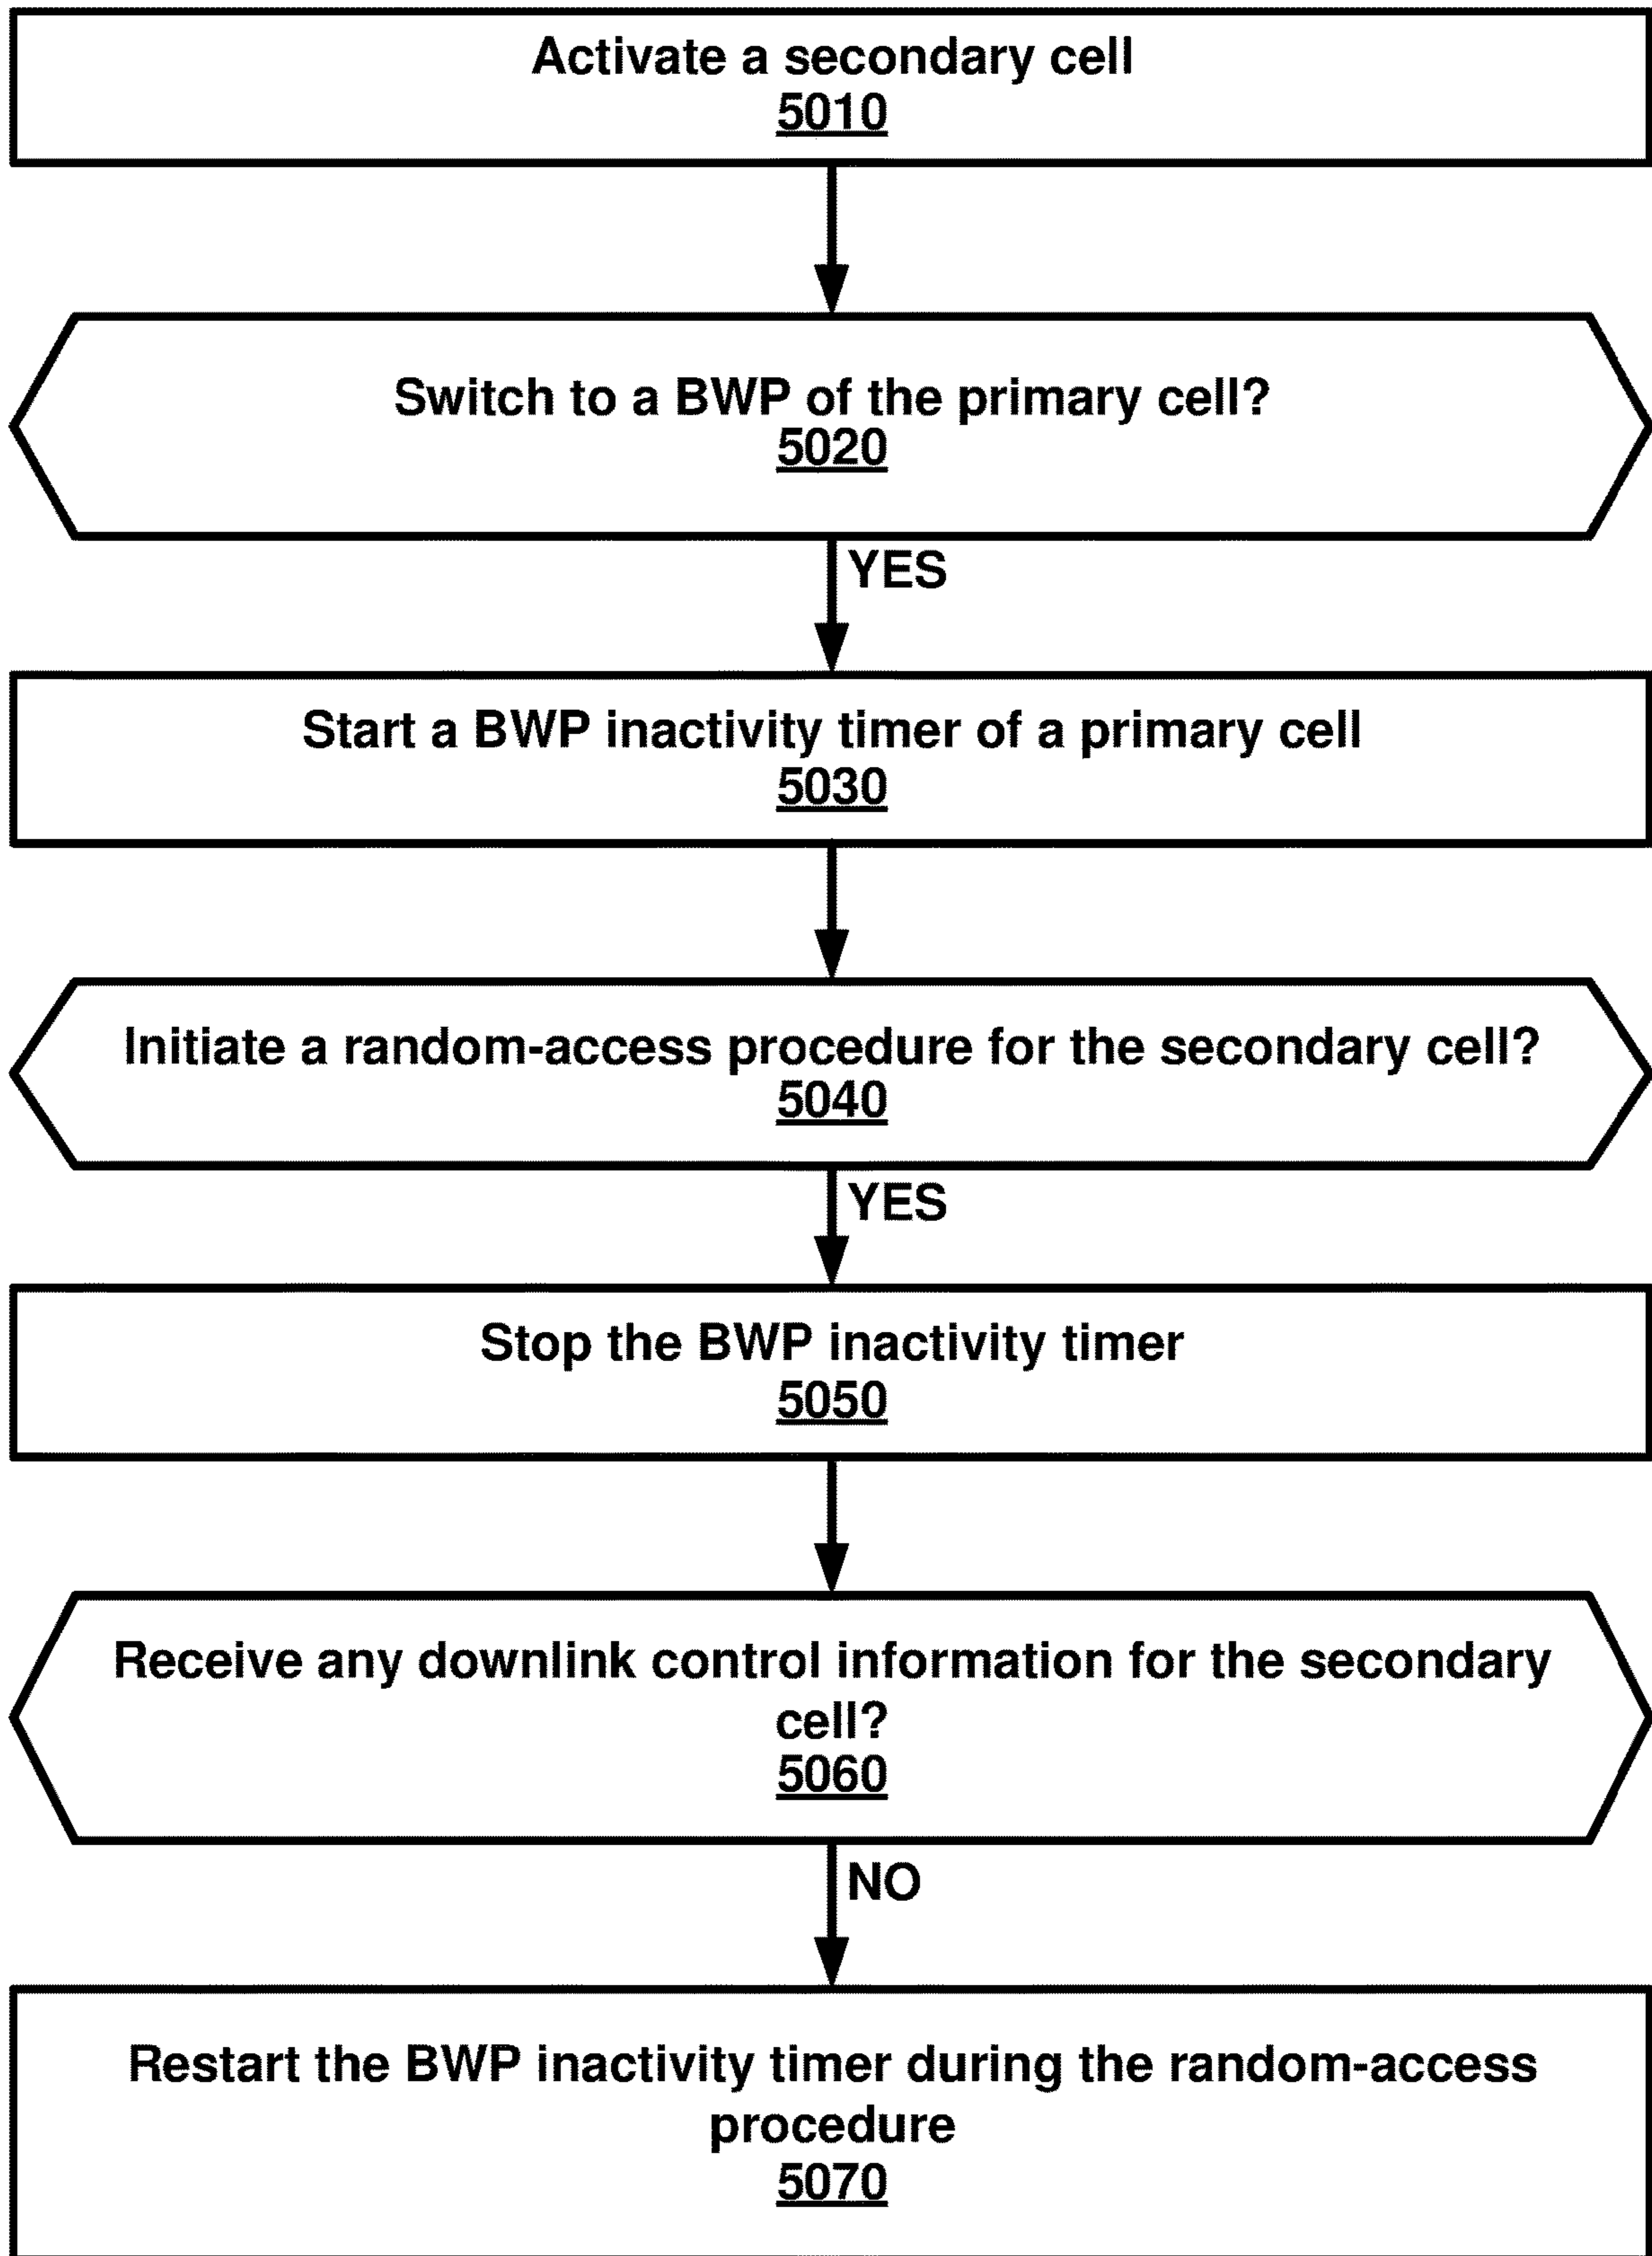 Activate a secondary cell
5010
Switch to a BWP of the primary cell?
5020
YES
Start a BWP inactivity timer of a primary cell
5030
Initiate a random-access procedure for the secondary cell?
5040
YES
Stop the BWP inactivity timer
5050
Receive any downlink control information for the secondary
cell?
5060
NO
Restart the BWP inactivity timer during the random-access
procedure
5070